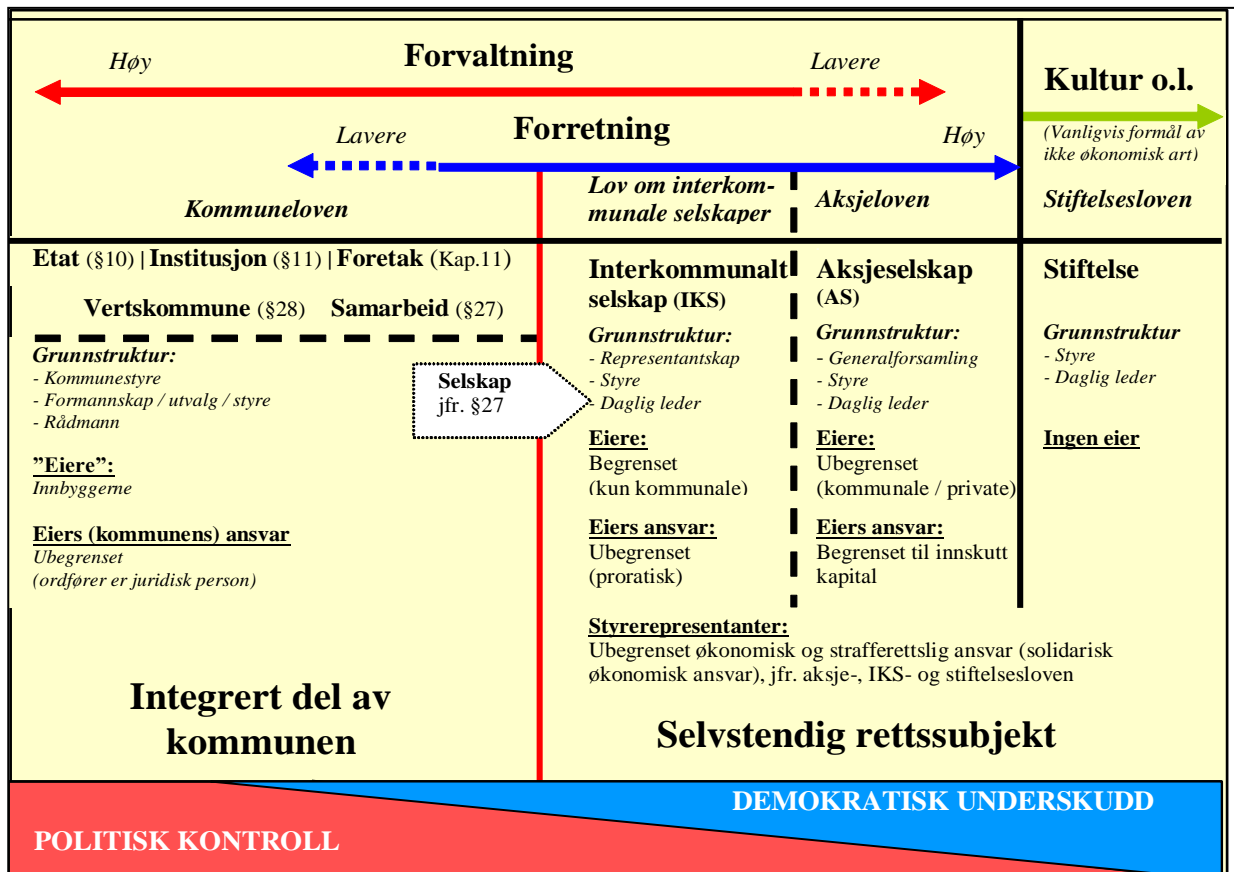 Høy Forvaltning Lavere
Kultur o.l.
Lavere Forretning Høy
(Vanligvis formål av
ikke økonomisk art)
Kommuneloven
Lov om interkom-
munale selskaper
Aksjeloven
Stiftelsesloven
Etat (§10) | Institusjon (§11) | Foretak (Kap.11)
Vertskommune (§28) Samarbeid (§27)
Grunnstruktur:
- Kommunestyre
- Formannskap / utvalg / styre
- Rådmann
"Eiere":
Innbyggerne
Eiers (kommunens) ansvar
Ubegrenset
(ordfører er juridisk person)
Selskap
jfr. §27
Interkommunalt
selskap (IKS)
Grunnstruktur:
- Representantskap
- Styre
- Daglig leder
Eiere:
Begrenset
(kun kommunale)
Eiers ansvar:
Ubegrenset
(proratisk)
Aksjeselskap
(AS)
Grunnstruktur:
- Generalforsamling
- Styre
- Daglig leder
Eiere:
Ubegrenset
(kommunale / private)
Eiers ansvar:
Begrenset til innskutt
kapital
Stiftelse
Grunnstruktur
- Styre
- Daglig leder
Ingen eier
Styrerepresentanter:
Ubegrenset økonomisk og strafferettslig ansvar (solidarisk
økonomisk ansvar), jfr. aksje-, IKS- og stiftelsesloven
Integrert del av
kommunen
Selvstendig rettssubjekt
DEMOKRATISK UNDERSKUDD
POLITISK KONTROLL